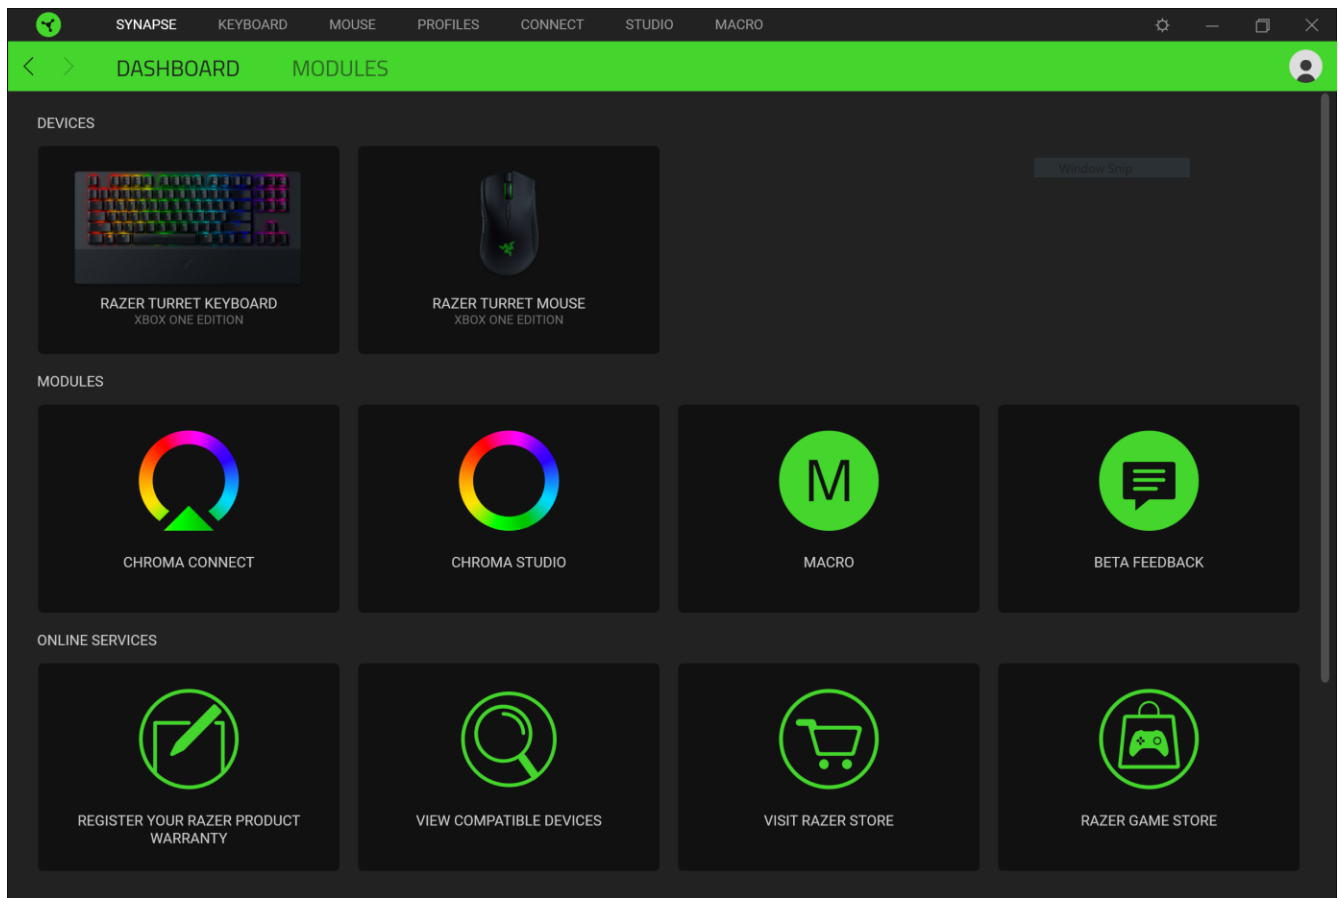 SYNAPSE KEYBOARD MOUSE PROFILES CONNECT STUDIO MACRO
DASHBOARD MODULES
DEVICES
Window Snip
RAZER TURRET KEYBOARD
XBOX ONE EDITION
RAZER TURRET MOUSE
XBOX ONE EDITION
MODULES
M
CHROMA CONNECT
CHROMA STUDIO
MACRO
BETA FEEDBACK
ONLINE SERVICES
REGISTER YOUR RAZER PRODUCT
WARRANTY
VIEW COMPATIBLE DEVICES
VISIT RAZER STORE
RAZER GAME STORE